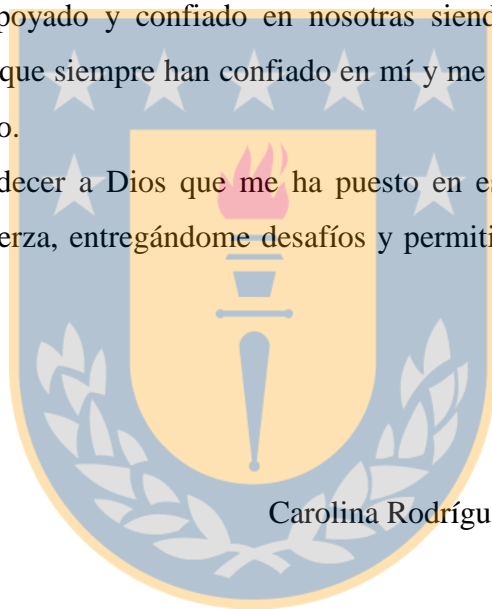 poyado y confiado en nosotras siend
que siempre han confiado en mí y me
o.
decer a Dios que me ha puesto en es
erza, entregándome desafíos y permiti
Carolina Rodrígu